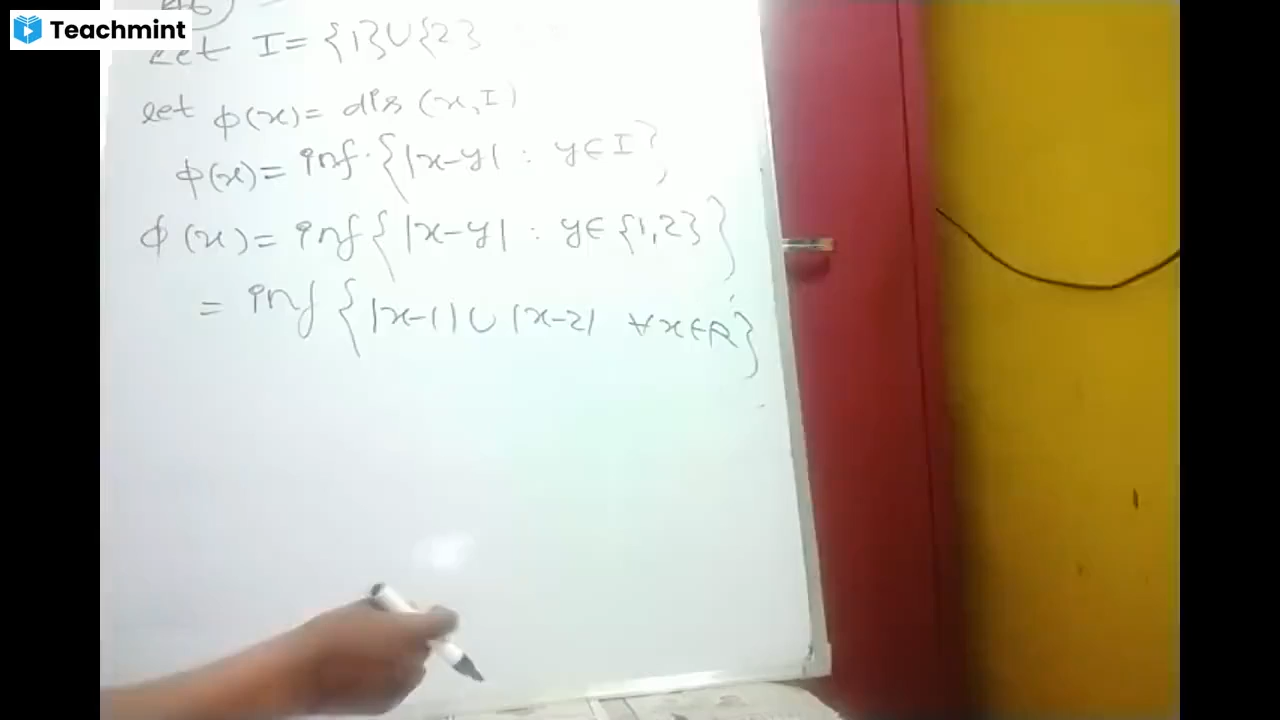 Teachmint
Let I = {1}∪{2}
let φ(x) = dis (x, I)
φ(x) = inf. {|x-y| : y∈I},
φ(x) = inf {|x-y| : y∈ {1,2}}
= inf {|x-1| ∪ |x-2| ∀x∈R}